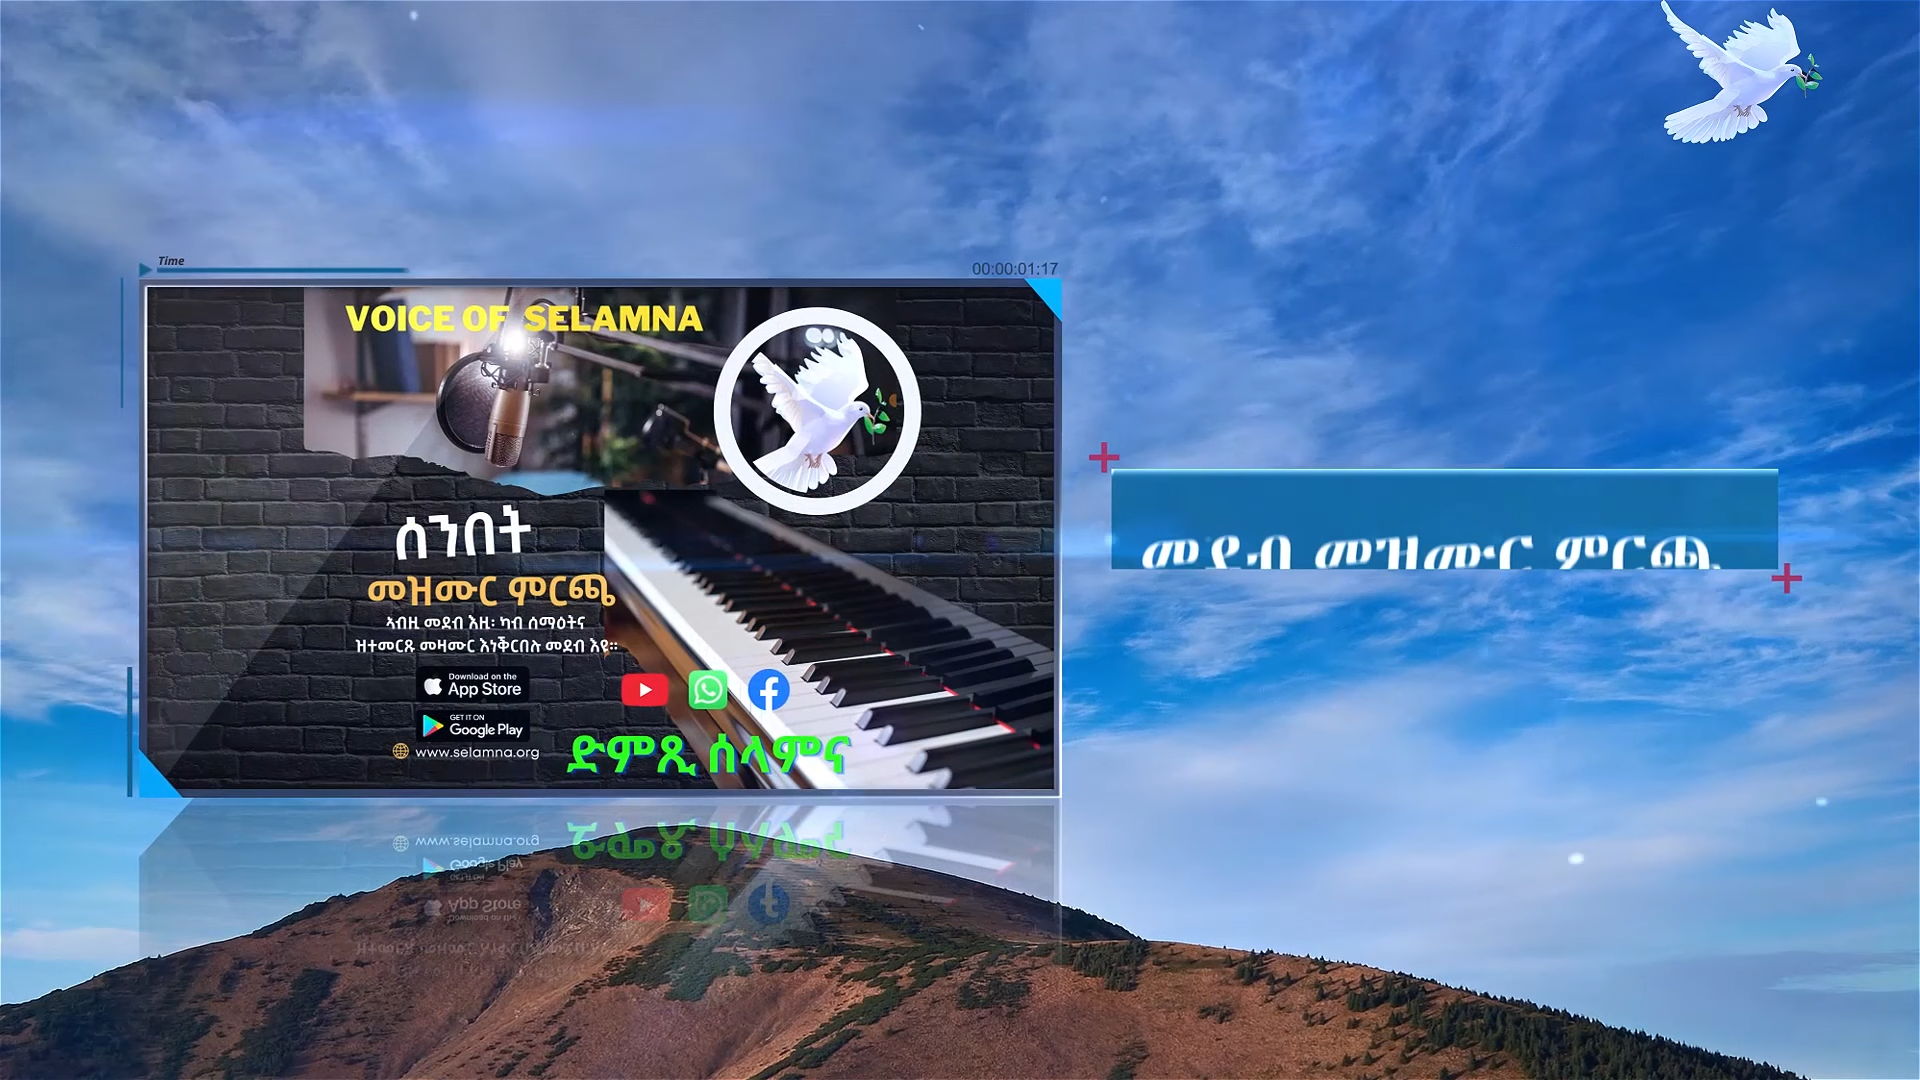 Time
00:00:01:17
VOICE OF SELAMNA
ሰንበት
መዝሙር ምርጫ
ኣብዚ መደብ እዚ፡ ካብ ሰማዕትና
ዝተመርጹ መዛሙር እነቕርበሉ መደብ እዩ።
Download on the
App Store
GET IT ON
Google Play
www.selamna.org
ድምጺ ሰላምና
መደብ መዝሙር ምርጫ